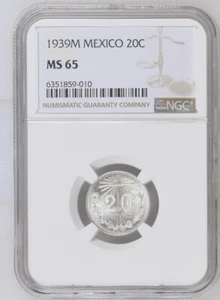 1939M MEXICO 20C
MS 65
6351859-010
NUMISMATIC GUARANTY COMPANY
NGC
20